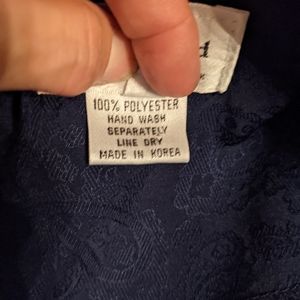 100% POLYESTER
HAND WASH
SEPARATELY
LINE DRY
MADE IN KOREA